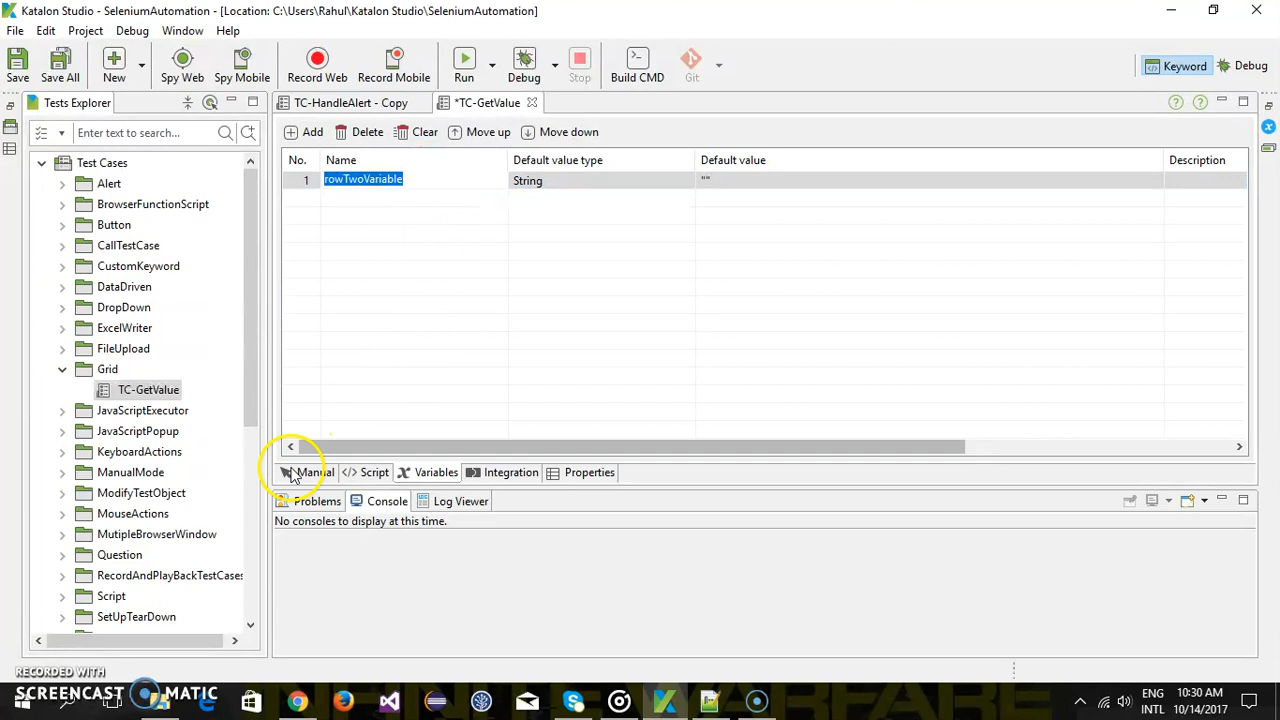 Katalon Studio - SeleniumAutomation - [Location: C:\Users\Rahul\Katalon Studio\SeleniumAutomation]
File Edit Project Debug Window Help
Save Save All New Spy Web Spy Mobile Record Web Record Mobile Run Debug Stop Build CMD Git Keyword Debug
Tests Explorer
TC-HandleAlert - Copy *TC-GetValue
Enter text to search...
Add Delete Clear Move up Move down
No. Name Default value type Default value Description
1 rowTwoVariable String ""
Test Cases
Alert
BrowserFunctionScript
Button
CallTestCase
CustomKeyword
DataDriven
DropDown
ExcelWriter
FileUpload
Grid
TC-GetValue
JavaScriptExecutor
JavaScriptPopup
KeyboardActions
ManualMode
ModifyTestObject
MouseActions
MutipleBrowserWindow
Question
RecordAndPlayBackTestCases
Script
SetUpTearDown
Manual Script Variables Integration Properties
Problems Console Log Viewer
No consoles to display at this time.
RECORDED WITH
SCREENCAST MATIC
ENG 10:30 AM
INTL 10/14/2017